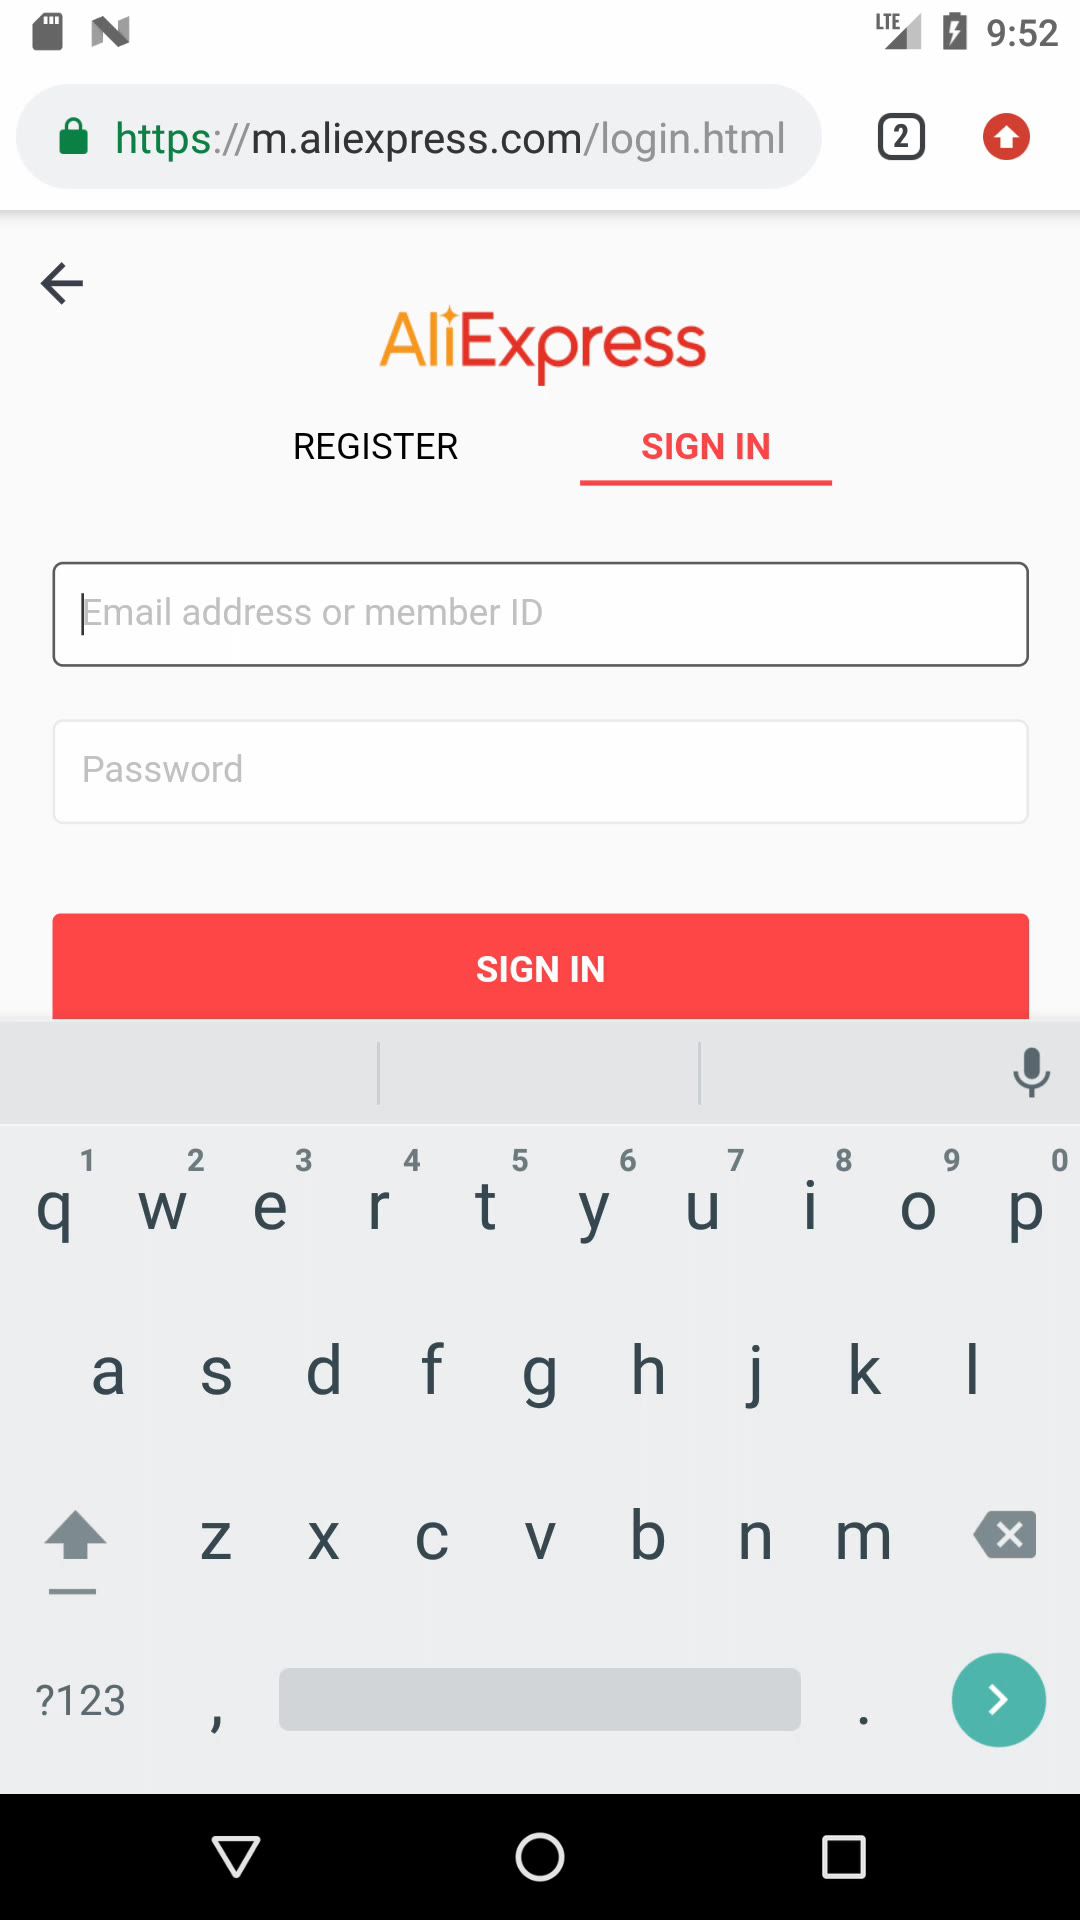 LTE 9:52
https://m.aliexpress.com/login.html 2
AliExpress
REGISTER SIGN IN
Email address or member ID
Password
SIGN IN
1 2 3 4 5 6 7 8 9 0
q w e r t y u i o p
a s d f g h j k l
z x c v b n m
?123 , .